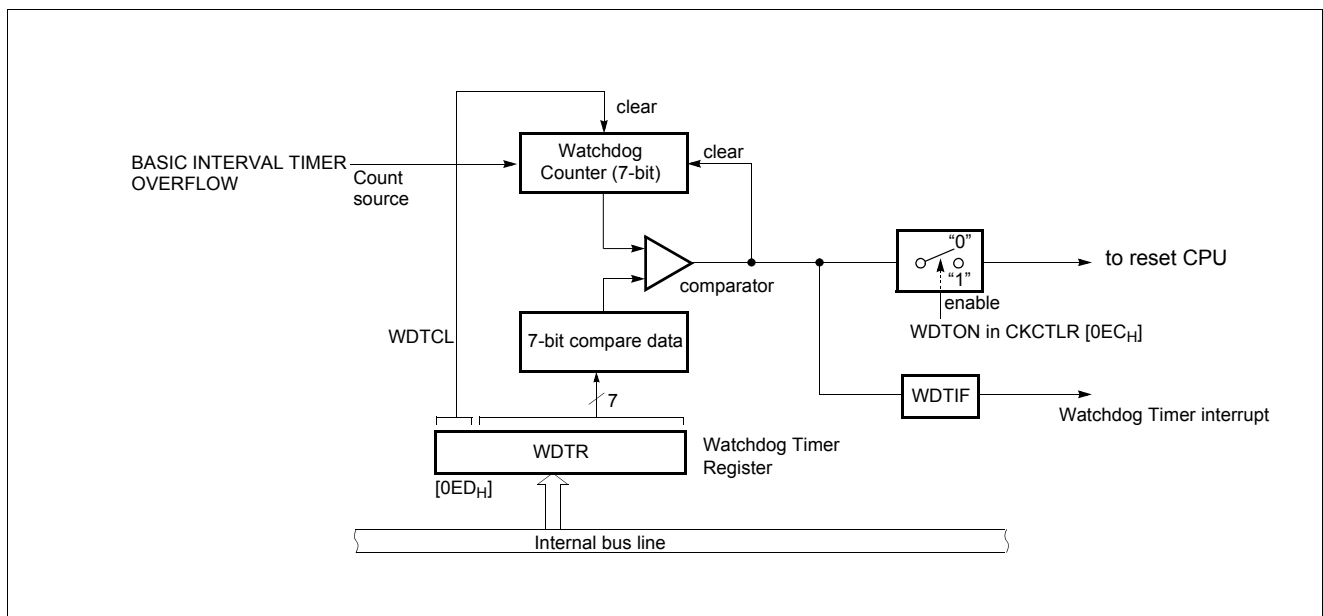 clear
BASIC INTERVAL TIMER
OVERFLOW
Count
source
Watchdog
Counter (7-bit)
clear
comparator
“0”
“1”
enable
to reset CPU
WDTON in CKCTLR [0ECH]
WDTCL
7-bit compare data
7
WDTIF
Watchdog Timer interrupt
WDTR
Watchdog Timer
Register
[0EDH]
Internal bus line